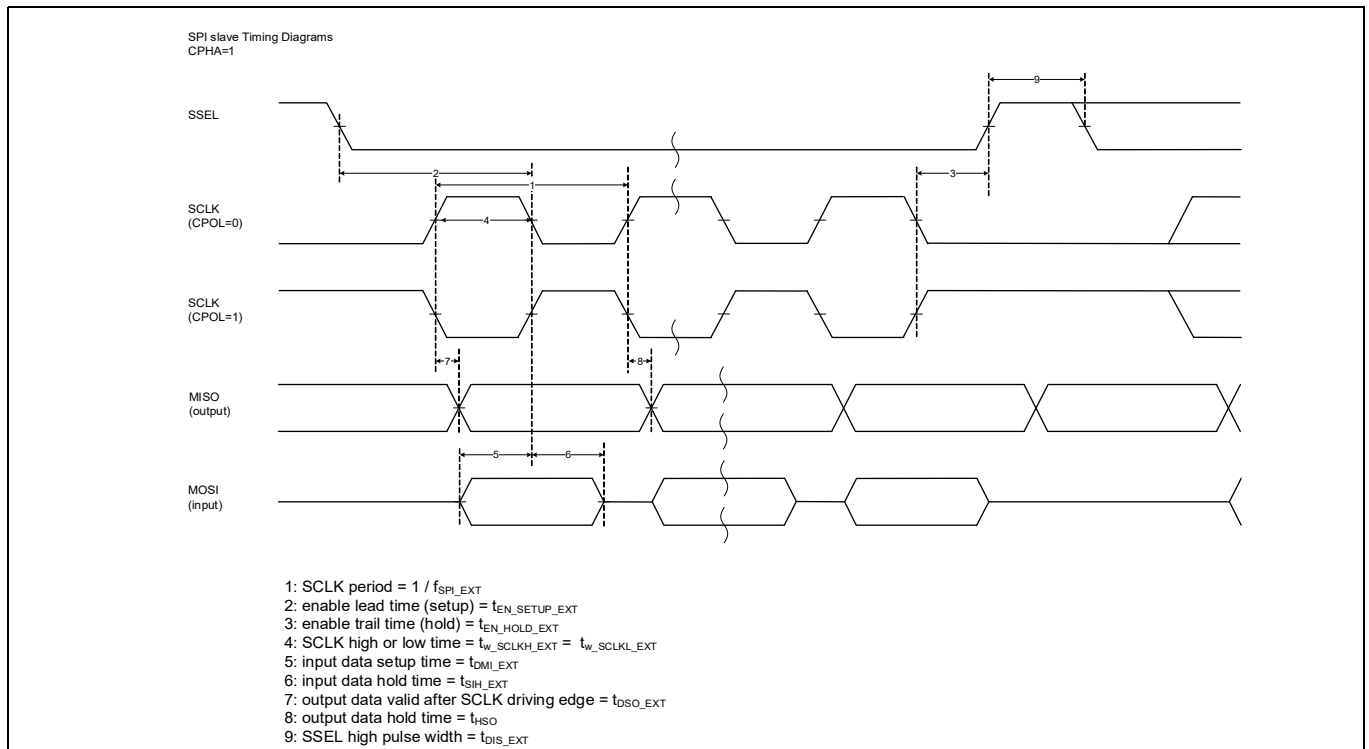 SPI slave Timing Diagrams
CPHA=1
9
SSEL
2
3
1
SCLK
(CPOL=0)
4
SCLK
(CPOL=1)
7
8
MISO
(output)
5
6
MOSI
(input)
1: SCLK period = 1 / fSPI_EXT
2: enable lead time (setup) = tEN_SETUP_EXT
3: enable trail time (hold) = tEN_HOLD_EXT
4: SCLK high or low time = tw_SCLKH_EXT = tw_SCLKL_EXT
5: input data setup time = tDMI_EXT
6: input data hold time = tSIH_EXT
7: output data valid after SCLK driving edge = tDSO_EXT
8: output data hold time = tHSO
9: SSEL high pulse width = tDIS_EXT